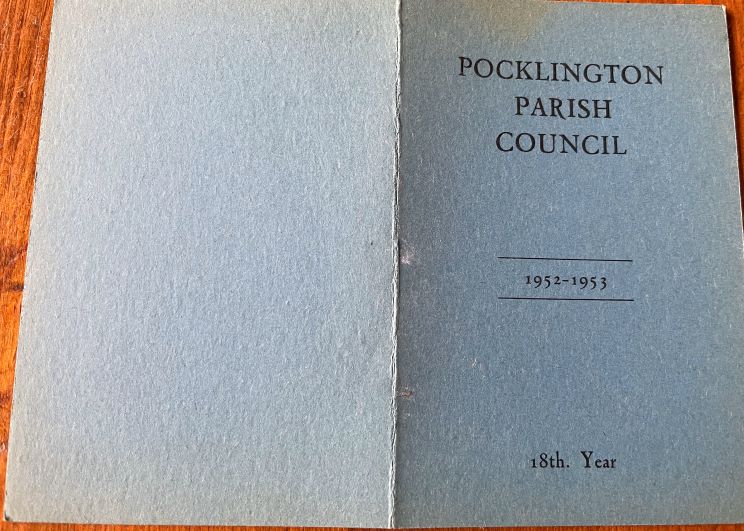 POCKLINGTON
PARISH
COUNCIL
1952-1953
18th. Year